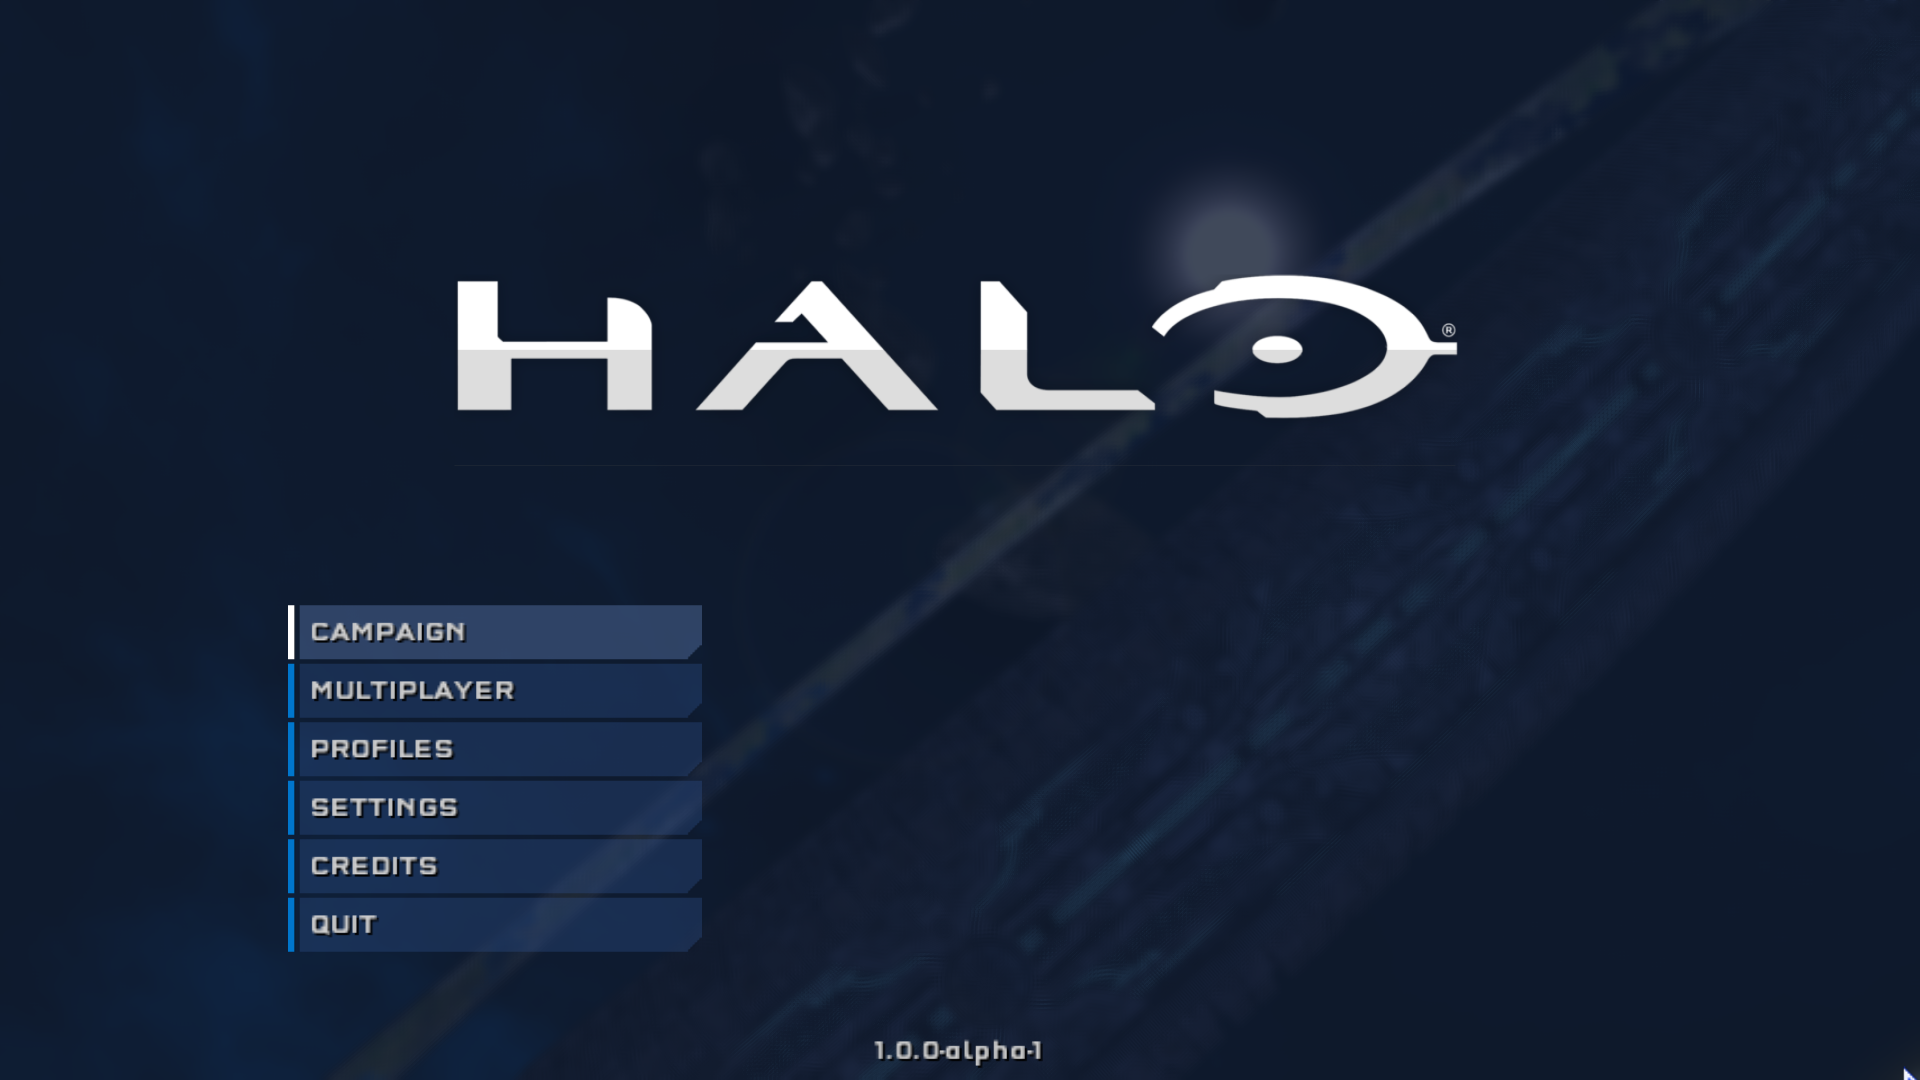 HALO®
CAMPAIGN
MULTIPLAYER
PROFILES
SETTINGS
CREDITS
QUIT
1.0.0-alpha-1